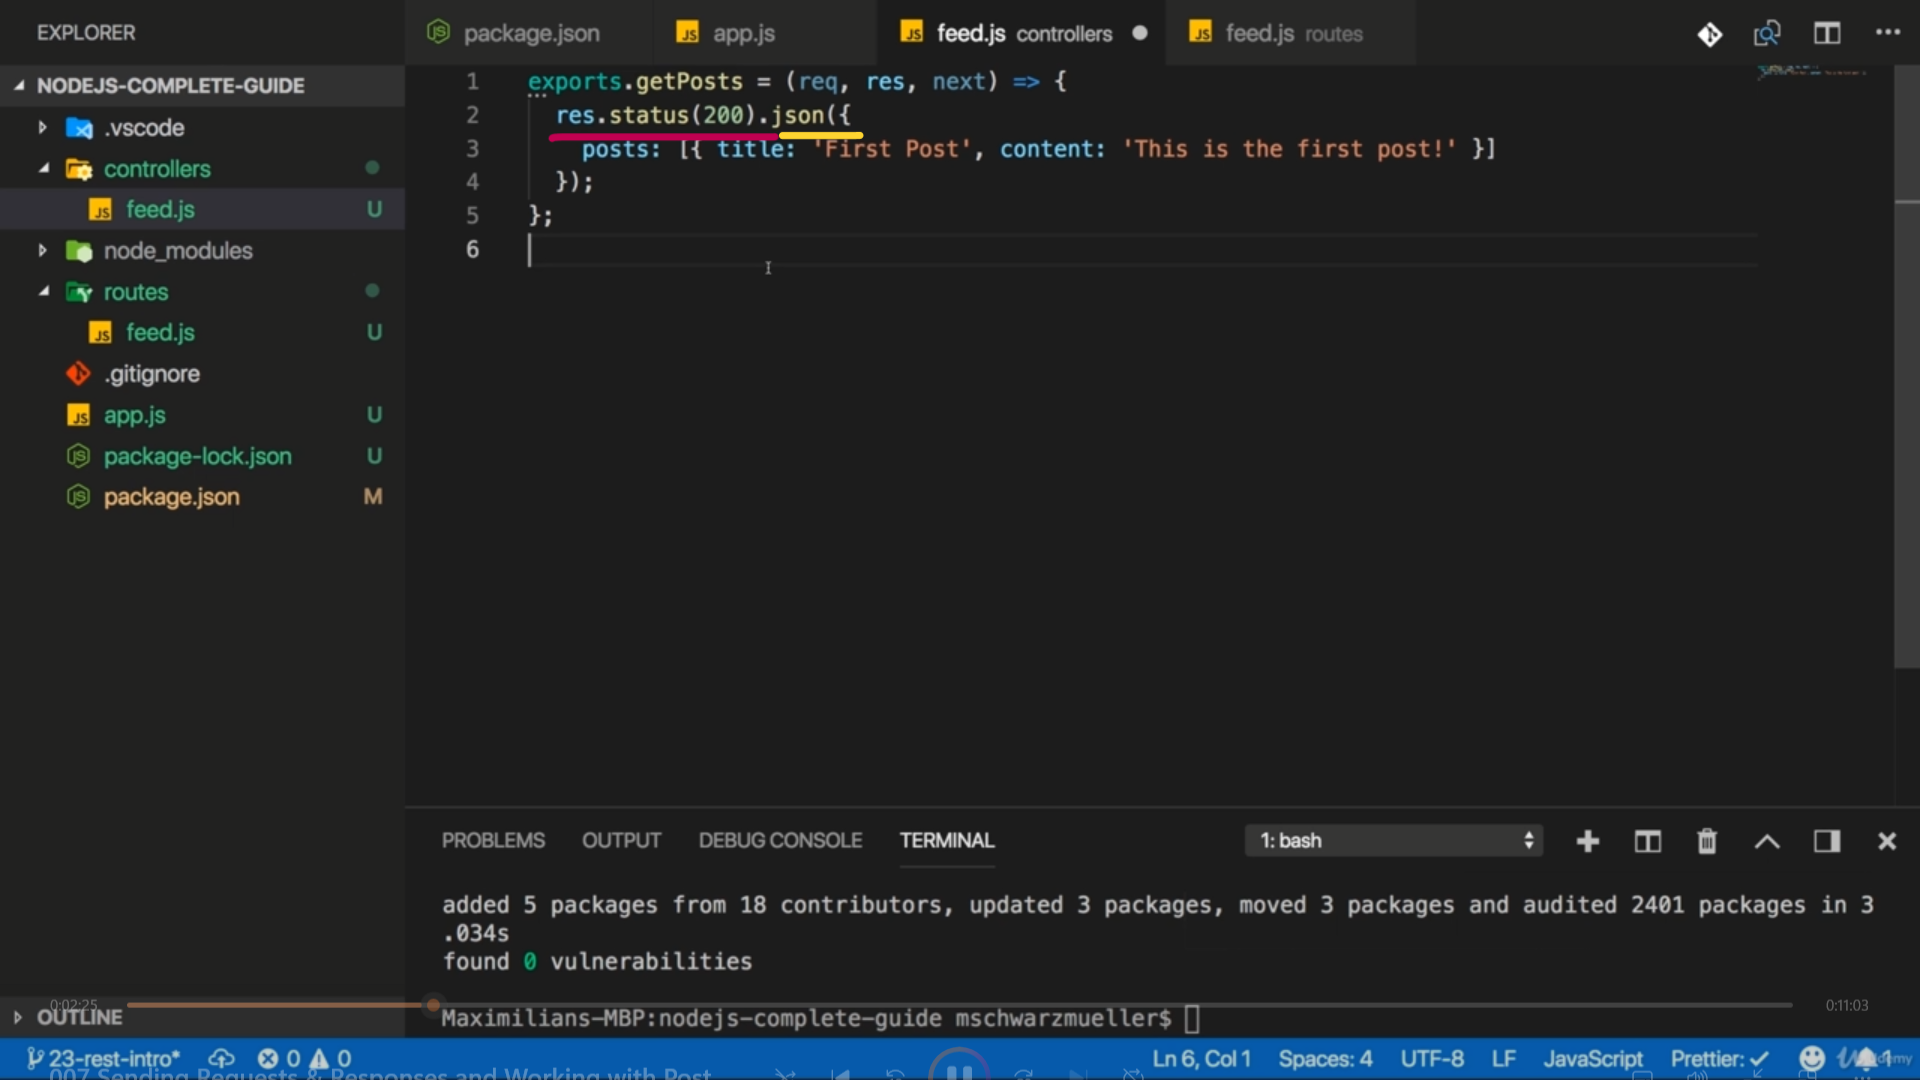 EXPLORER
package.json
app.js
feed.js controllers
feed.js routes
NODEJS-COMPLETE-GUIDE
.vscode
controllers
feed.js U
node_modules
routes
feed.js U
.gitignore
app.js U
package-lock.json U
package.json M
1 exports.getPosts = (req, res, next) => {
2 res.status(200).json({
3 posts: [{ title: 'First Post', content: 'This is the first post!' }]
4 });
5 };
6
PROBLEMS OUTPUT DEBUG CONSOLE TERMINAL 1: bash
added 5 packages from 18 contributors, updated 3 packages, moved 3 packages and audited 2401 packages in 3
.034s
found 0 vulnerabilities
0:02:25 0:11:03
OUTLINE
Maximilians-MBP:nodejs-complete-guide mschwarzmueller$
23-rest-intro* 0 0 Ln 6, Col 1 Spaces: 4 UTF-8 LF JavaScript Prettier: ✓ 1
007 Sending Requests & Responses and Working with Post